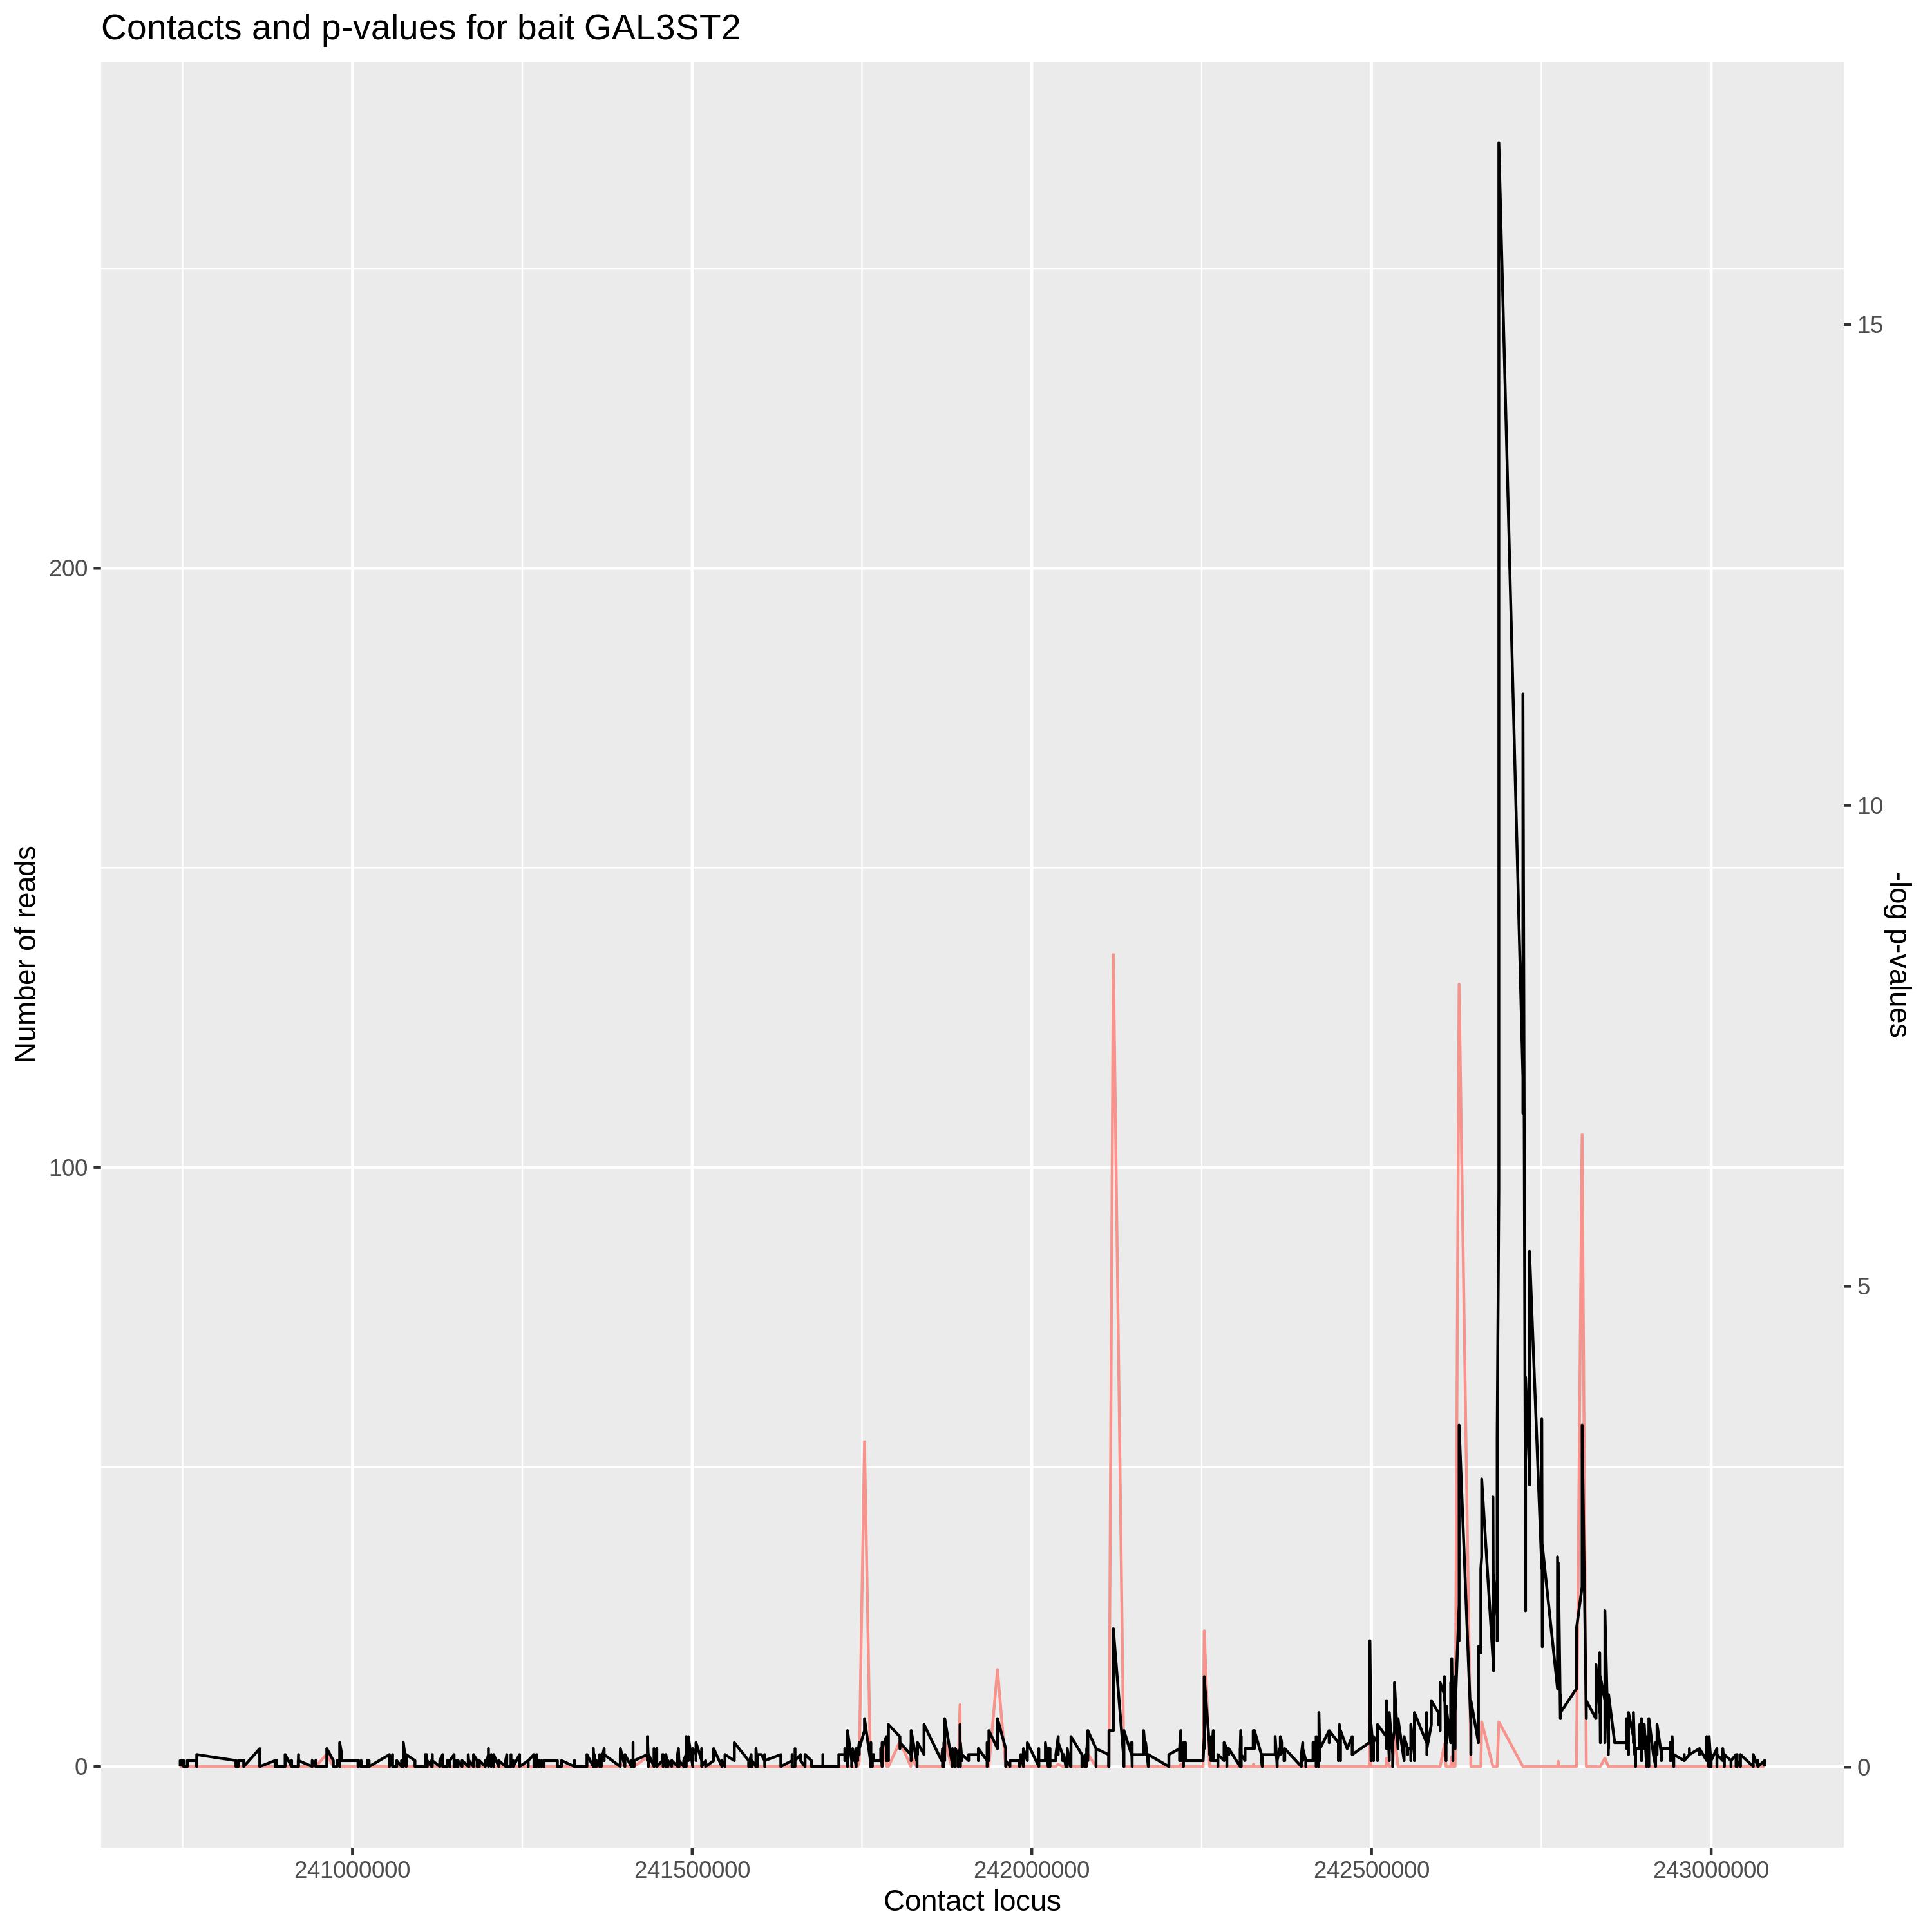 Contacts and p-values for bait GAL3ST2
Number of reads
200
100
0
15
10
5
0
-log p-values
241000000 241500000 242000000 242500000 243000000
Contact locus